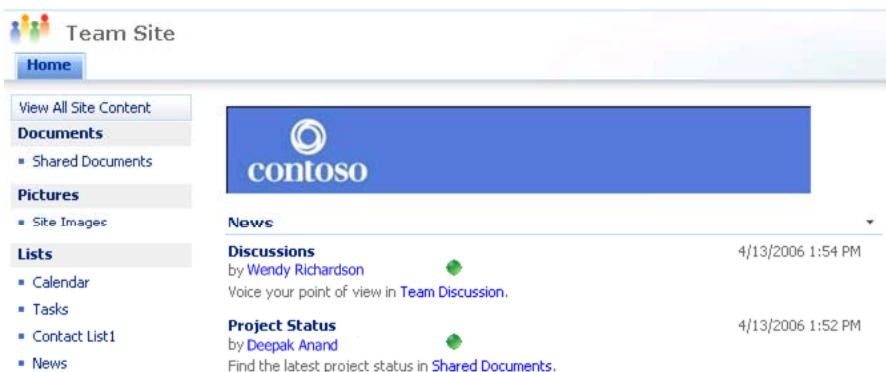 Team Site
Home
View All Site Content
Documents
Shared Documents
Pictures
Site Images
Lists
Calendar
Tasks
Contact List1
News
contoso
News
Discussions 4/13/2006 1:54 PM
by Wendy Richardson
Voice your point of view in Team Discussion.
Project Status 4/13/2006 1:52 PM
by Deepak Anand
Find the latest project status in Shared Documents.